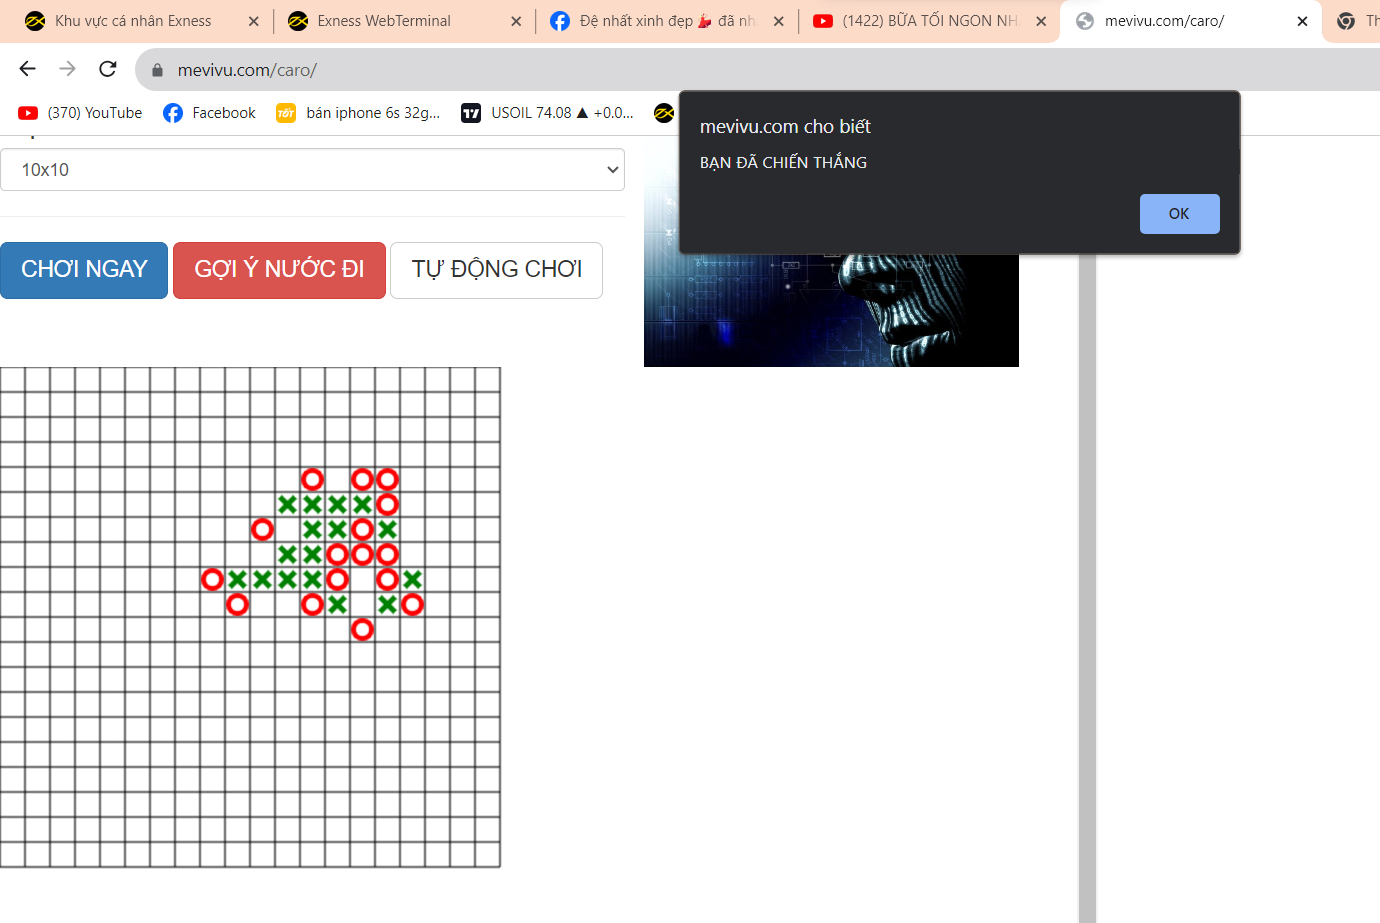 Khu vực cá nhân Exness
Exness WebTerminal
Đệ nhất xinh đẹp 💃 đã nh
(1422) BỮA TỐI NGON NH
mevivu.com/caro/
mevivu.com/caro/
(370) YouTube
Facebook
TỐT
bán iphone 6s 32g...
USOIL 74.08 ▲ +0.0...
mevivu.com cho biết
BẠN ĐÃ CHIẾN THẮNG
OK
10x10
CHƠI NGAY
GỢI Ý NƯỚC ĐI
TỰ ĐỘNG CHƠI